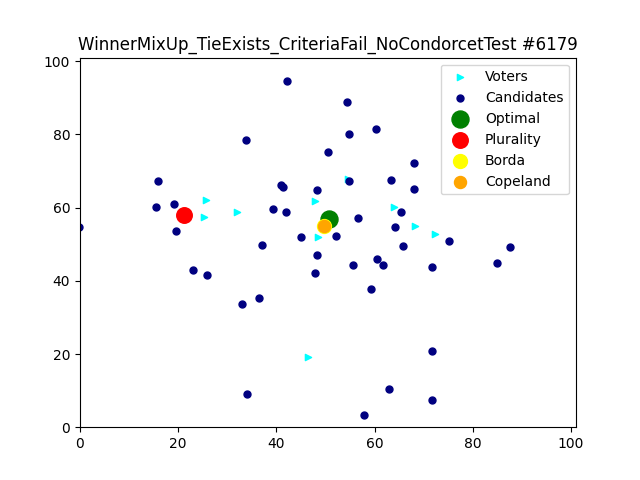 WinnerMixUp_TieExists_CriteriaFail_NoCondorcetTest #6179
Voters
Candidates
Optimal
Plurality
Borda
Copeland
100
80
60
40
20
0
0 20 40 60 80 100